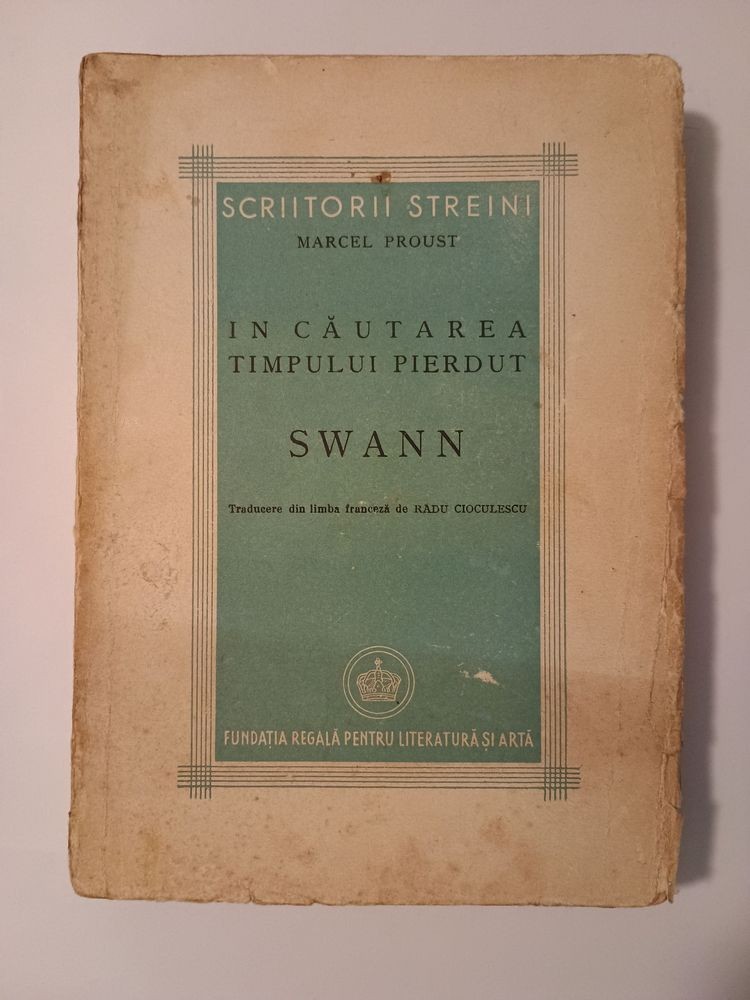 SCRIITORII STREINI
MARCEL PROUST
IN CĂUTAREA
TIMPULUI PIERDUT
SWANN
Traducere din limba franceză de RADU CIOCULESCU
FUNDAȚIA REGALĂ PENTRU LITERATURĂ ȘI ARTĂ